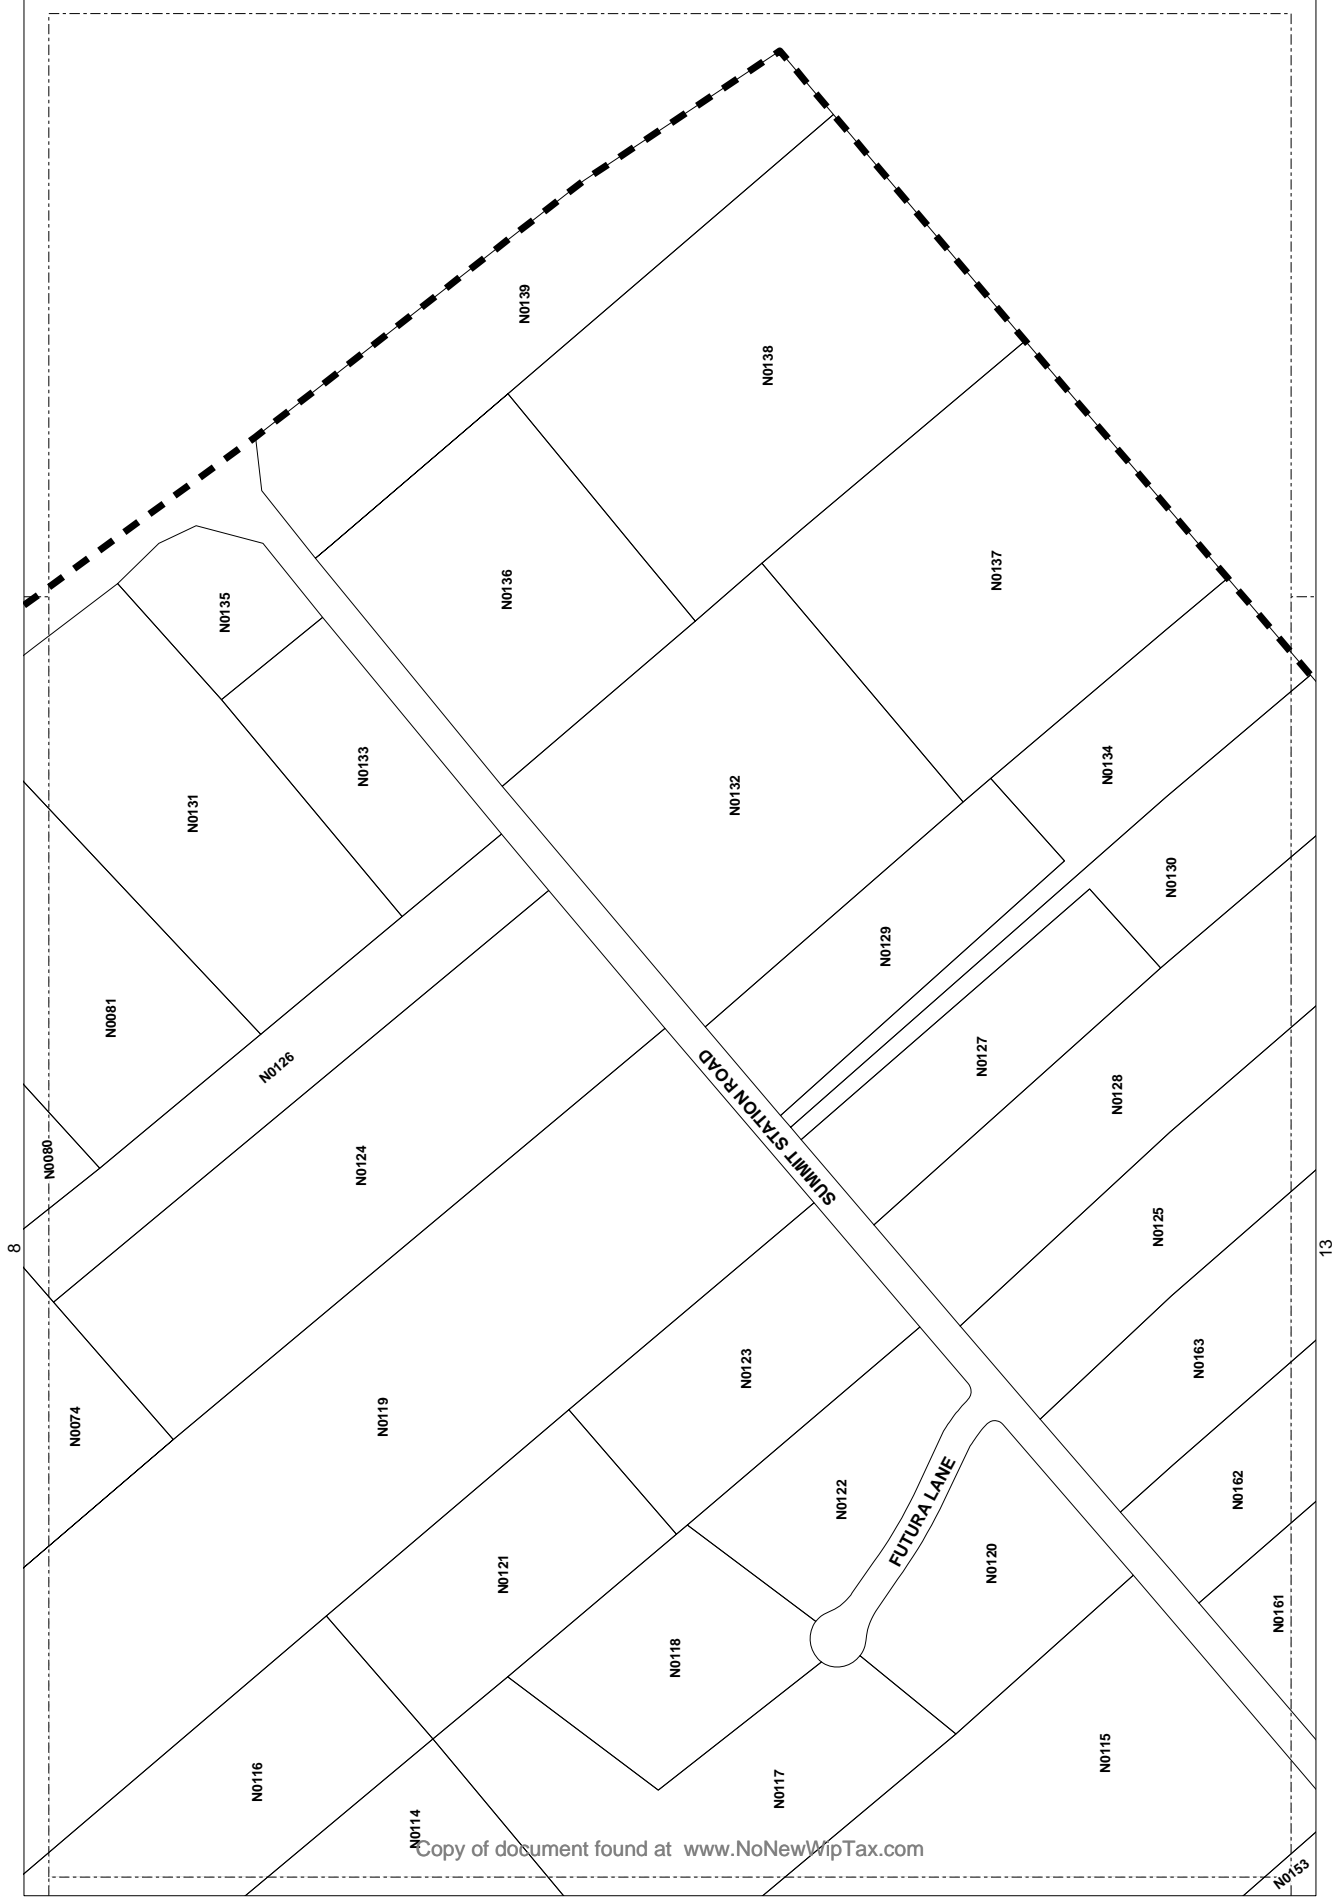 N0139
N0138
N0137
N0136
N0135
N0133
N0134
N0132
N0131
N0130
N0129
N0081
N0126
N0127
N0128
SUMMIT STATION ROAD
N0080
N0124
N0125
8
13
N0163
N0123
N0119
N0074
N0162
N0122
FUTURA LANE
N0120
N0121
N0161
N0118
N0115
N0117
N0116
N0114
N0153
Copy of document found at www.NoNewWipTax.com